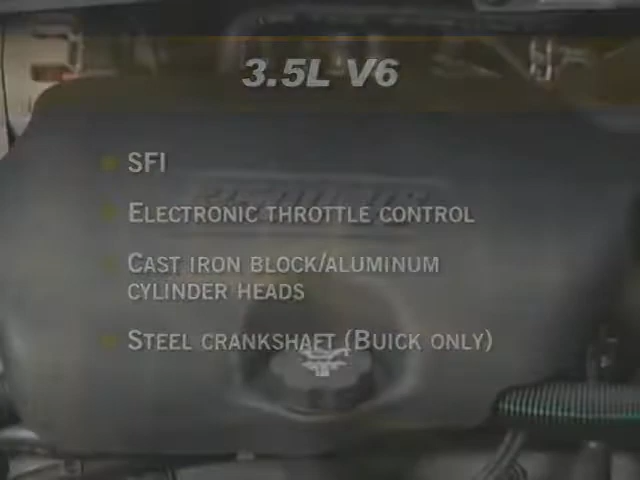 3.5L V6
SFI
ELECTRONIC THROTTLE CONTROL
CAST IRON BLOCK/ALUMINUM
CYLINDER HEADS
STEEL CRANKSHAFT (BUICK ONLY)